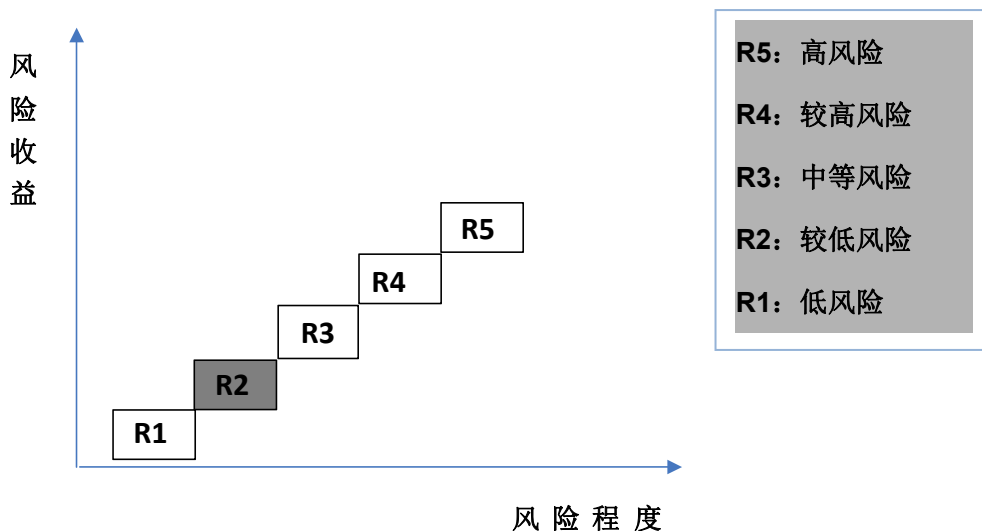 风
险
收
益
R5
R4
R3
R2
R1
风 险 程 度
R5：高风险
R4：较高风险
R3：中等风险
R2：较低风险
R1：低风险